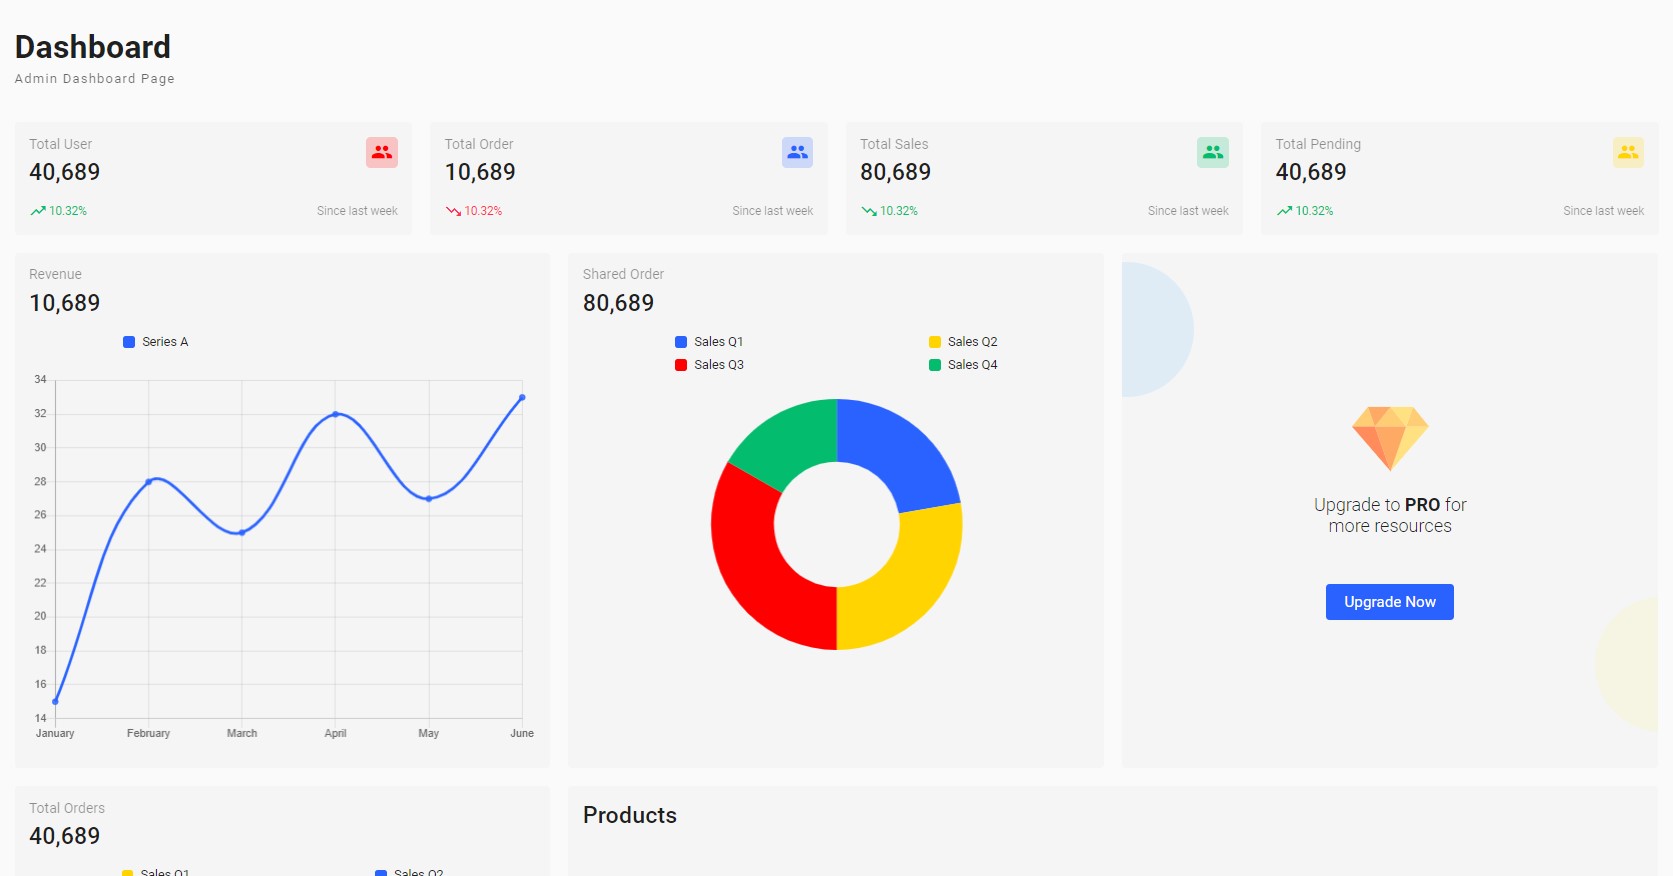 Dashboard
Admin Dashboard Page
Total User
40,689
10.32%
Since last week
Total Order
10,689
10.32%
Since last week
Total Sales
80,689
10.32%
Since last week
Total Pending
40,689
10.32%
Since last week
Revenue
10,689
Series A
34
32
30
28
26
24
22
20
18
16
14
January February March April May June
Shared Order
80,689
Sales Q1 Sales Q2
Sales Q3 Sales Q4
Upgrade to PRO for
more resources
Upgrade Now
Total Orders
40,689
Sales Q1 Sales Q2
Products